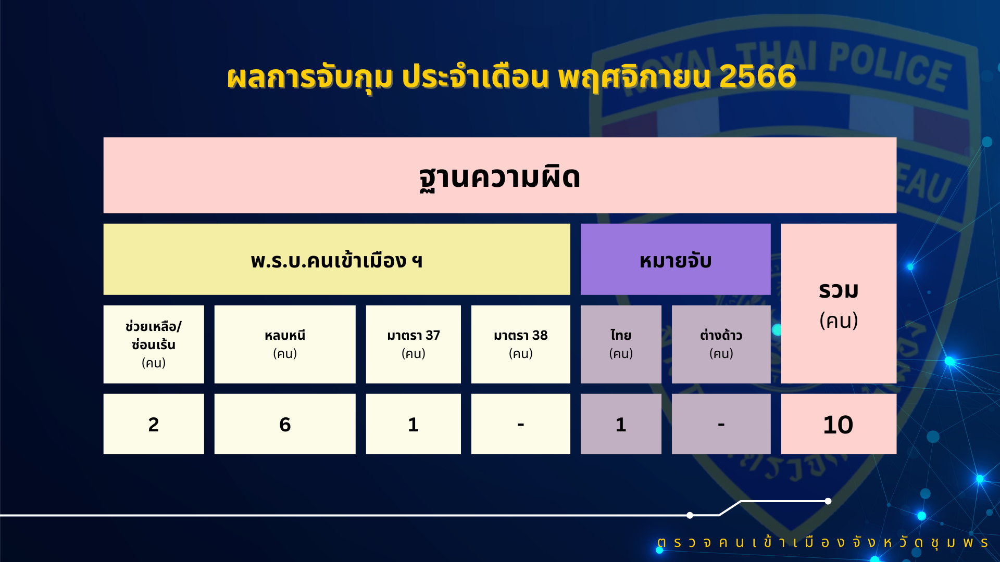 ROYAL THAI POLICE
ผลการจับกุม ประจำเดือน พฤศจิกายน 2566
ฐานความผิด
พ.ร.บ.คนเข้าเมือง ฯ
หมายจับ
รวม
(คน)
ช่วยเหลือ/
ซ่อนเร้น
(คน)
หลบหนี
(คน)
มาตรา 37
(คน)
มาตรา 38
(คน)
ไทย
(คน)
ต่างด้าว
(คน)
2
6
1
-
1
-
10
ตรวจคนเข้าเมืองจังหวัดชุมพร